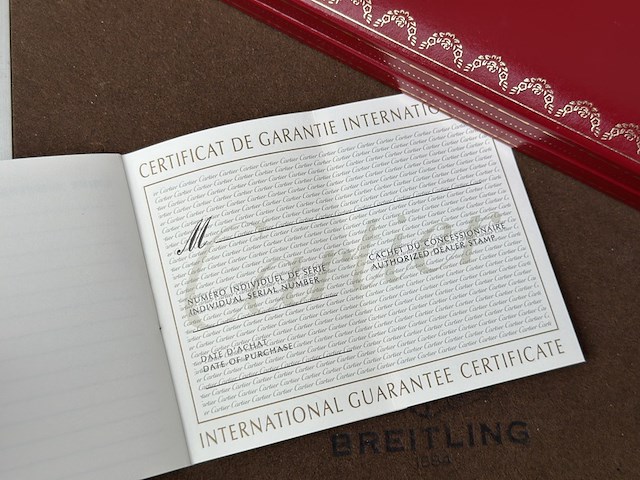 CERTIFICAT DE GARANTIE INTERNATIO
M
Cartier
NUMÉRO INDIVIDUEL DE SÉRIE
INDIVIDUAL SERIAL NUMBER
CACHET DU CONCESSIONNAIRE
AUTHORIZED DEALER STAMP
DATE D'ACHAT
DATE OF PURCHASE
INTERNATIONAL GUARANTEE CERTIFICATE
BREITLING
1884